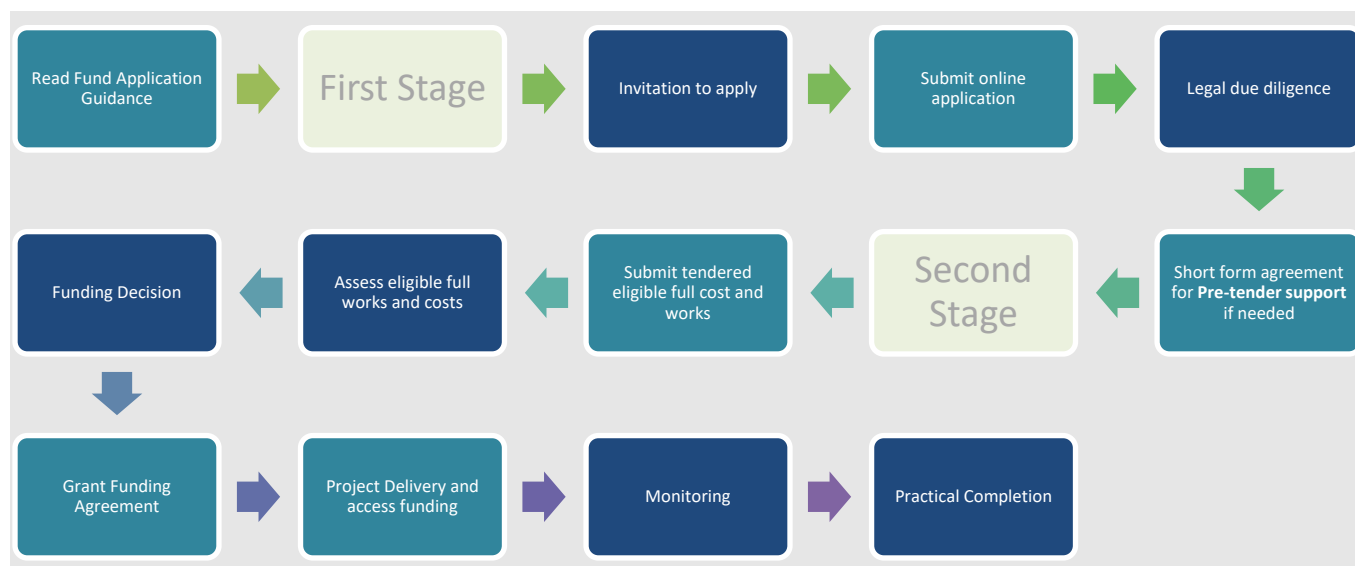 Read Fund Application
Guidance
First Stage
Invitation to apply
Submit online
application
Legal due diligence
Short form agreement
for Pre-tender support
if needed
Second
Stage
Submit tendered
eligible full cost and
works
Assess eligible full
works and costs
Funding Decision
Grant Funding
Agreement
Project Delivery and
access funding
Monitoring
Practical Completion